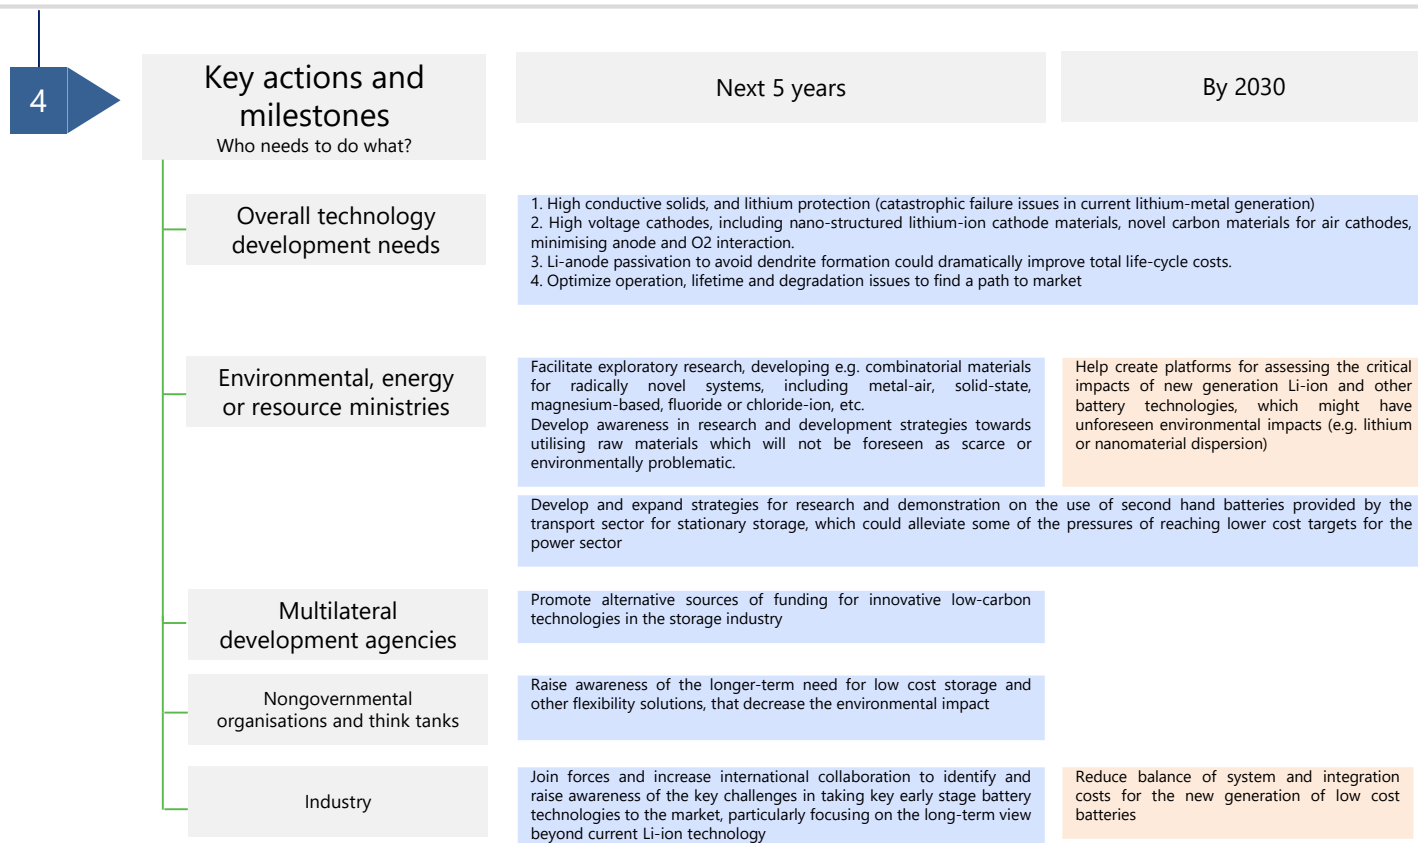 4
Key actions and
milestones
Who needs to do what?
Next 5 years
By 2030
Overall technology
development needs
1. High conductive solids, and lithium protection (catastrophic failure issues in current lithium-metal generation)
2. High voltage cathodes, including nano-structured lithium-ion cathode materials, novel carbon materials for air cathodes,
minimising anode and O2 interaction.
3. Li-anode passivation to avoid dendrite formation could dramatically improve total life-cycle costs.
4. Optimize operation, lifetime and degradation issues to find a path to market
Environmental, energy
or resource ministries
Facilitate exploratory research, developing e.g. combinatorial materials
for radically novel systems, including metal-air, solid-state,
magnesium-based, fluoride or chloride-ion, etc.
Develop awareness in research and development strategies towards
utilising raw materials which will not be foreseen as scarce or
environmentally problematic.
Help create platforms for assessing the critical
impacts of new generation Li-ion and other
battery technologies, which might have
unforeseen environmental impacts (e.g. lithium
or nanomaterial dispersion)
Develop and expand strategies for research and demonstration on the use of second hand batteries provided by the
transport sector for stationary storage, which could alleviate some of the pressures of reaching lower cost targets for the
power sector
Multilateral
development agencies
Promote alternative sources of funding for innovative low-carbon
technologies in the storage industry
Nongovernmental
organisations and think tanks
Raise awareness of the longer-term need for low cost storage and
other flexibility solutions, that decrease the environmental impact
Industry
Join forces and increase international collaboration to identify and
raise awareness of the key challenges in taking key early stage battery
technologies to the market, particularly focusing on the long-term view
beyond current Li-ion technology
Reduce balance of system and integration
costs for the new generation of low cost
batteries